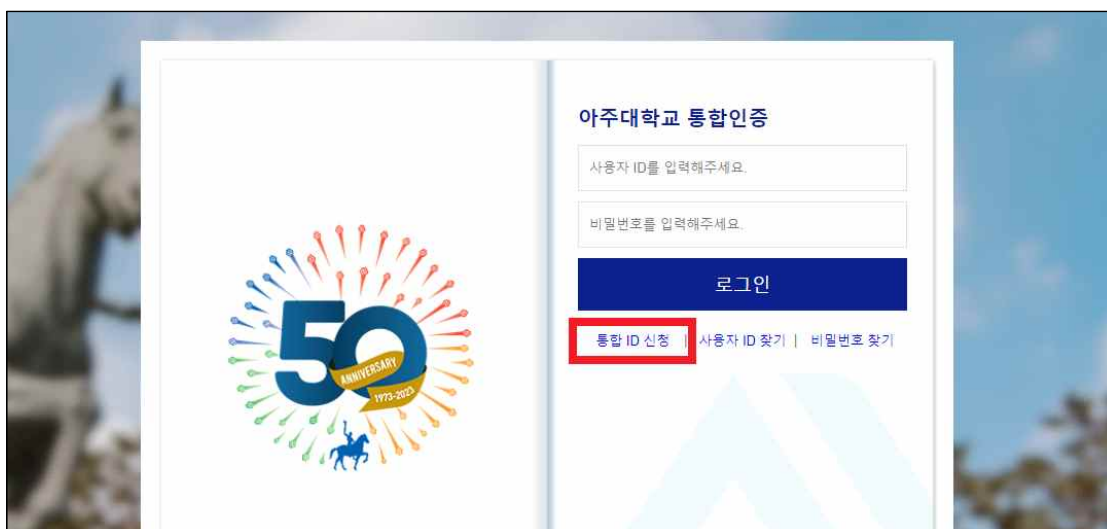 아주대학교 통합인증
사용자 ID를 입력해주세요.
비밀번호를 입력해주세요.
로그인
통합 ID 신청 | 사용자 ID 찾기 | 비밀번호 찾기
50
ANNIVERSARY
1973-2023